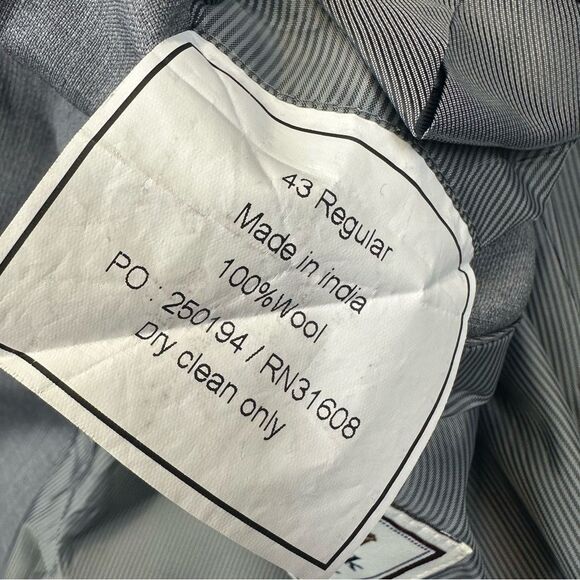 43 Regular
Made in india
100%Wool
PO : 250194 / RN31608
Dry clean only